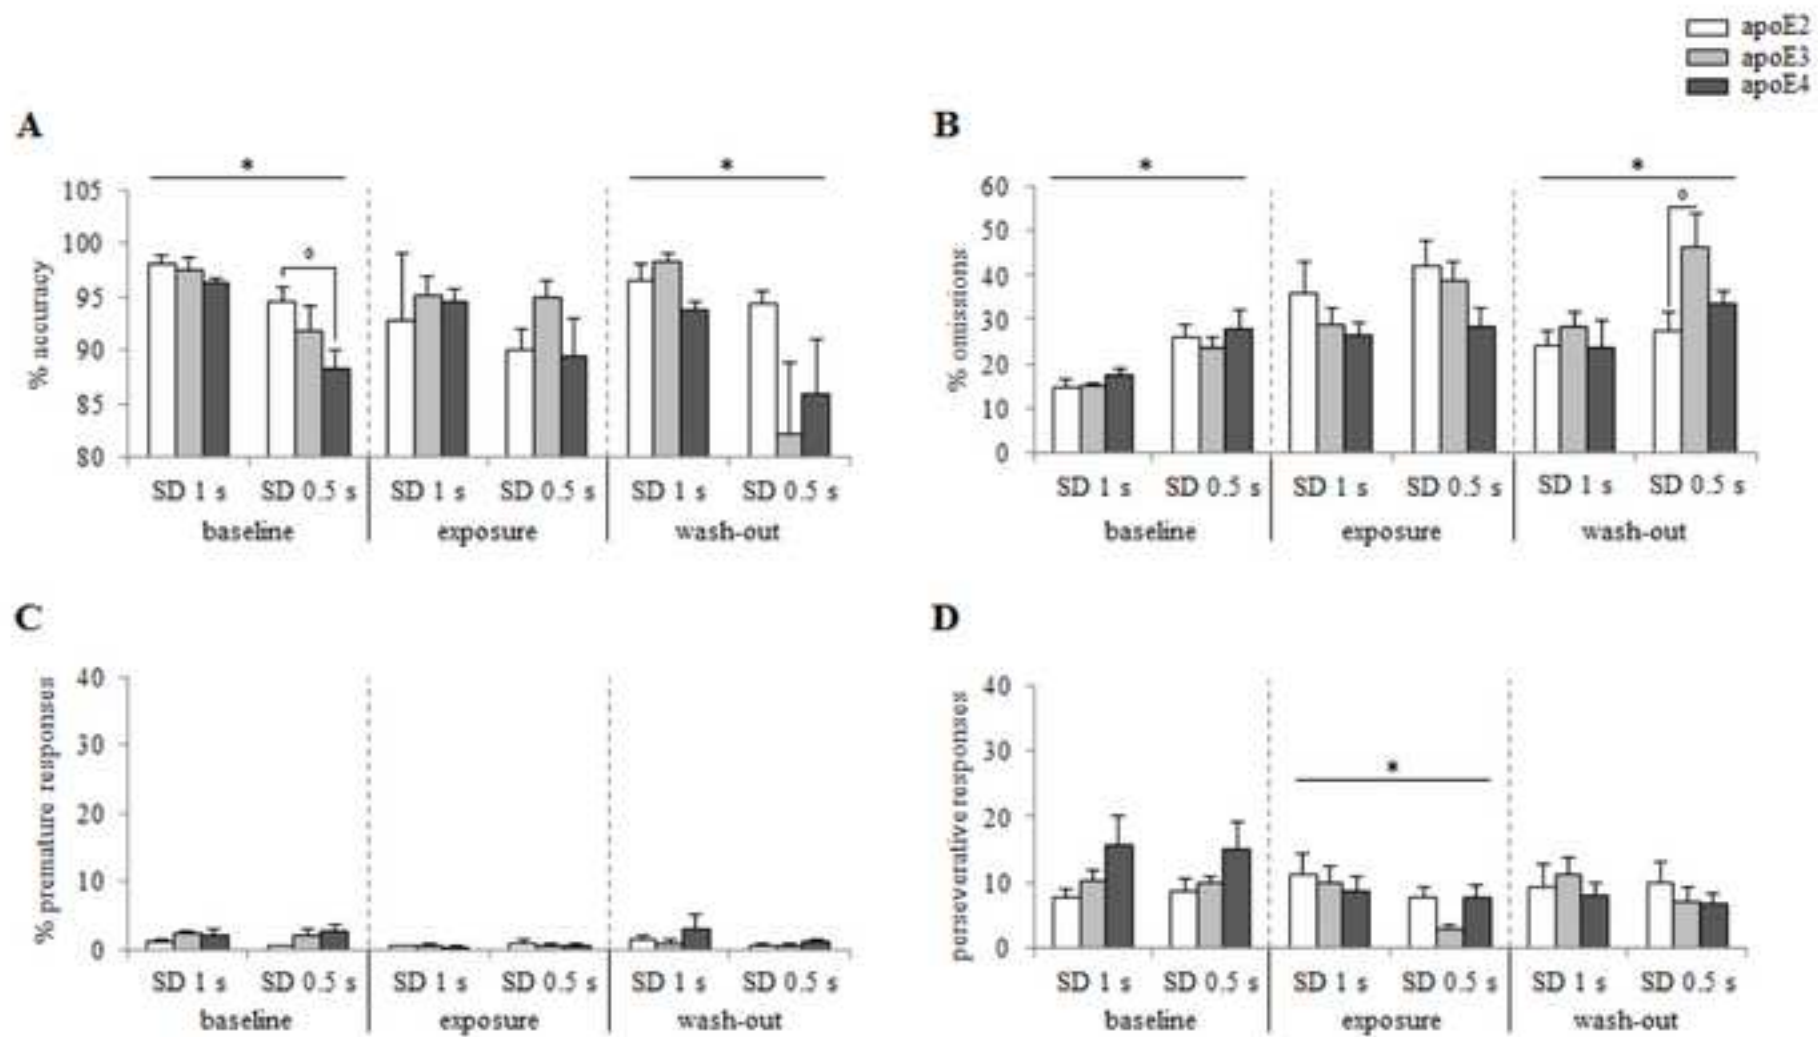 apoE2
apoE3
apoE4
A
*
*
105
100
95
90
85
80
% accuracy
SD 1 s SD 0.5 s SD 1 s SD 0.5 s SD 1 s SD 0.5 s
baseline exposure wash-out
B
*
*
60
50
40
30
20
10
0
% omissions
SD 1 s SD 0.5 s SD 1 s SD 0.5 s SD 1 s SD 0.5 s
baseline exposure wash-out
C
40
30
20
10
0
% premature responses
SD 1 s SD 0.5 s SD 1 s SD 0.5 s SD 1 s SD 0.5 s
baseline exposure wash-out
D
*
40
30
20
10
0
perseverative responses
SD 1 s SD 0.5 s SD 1 s SD 0.5 s SD 1 s SD 0.5 s
baseline exposure wash-out